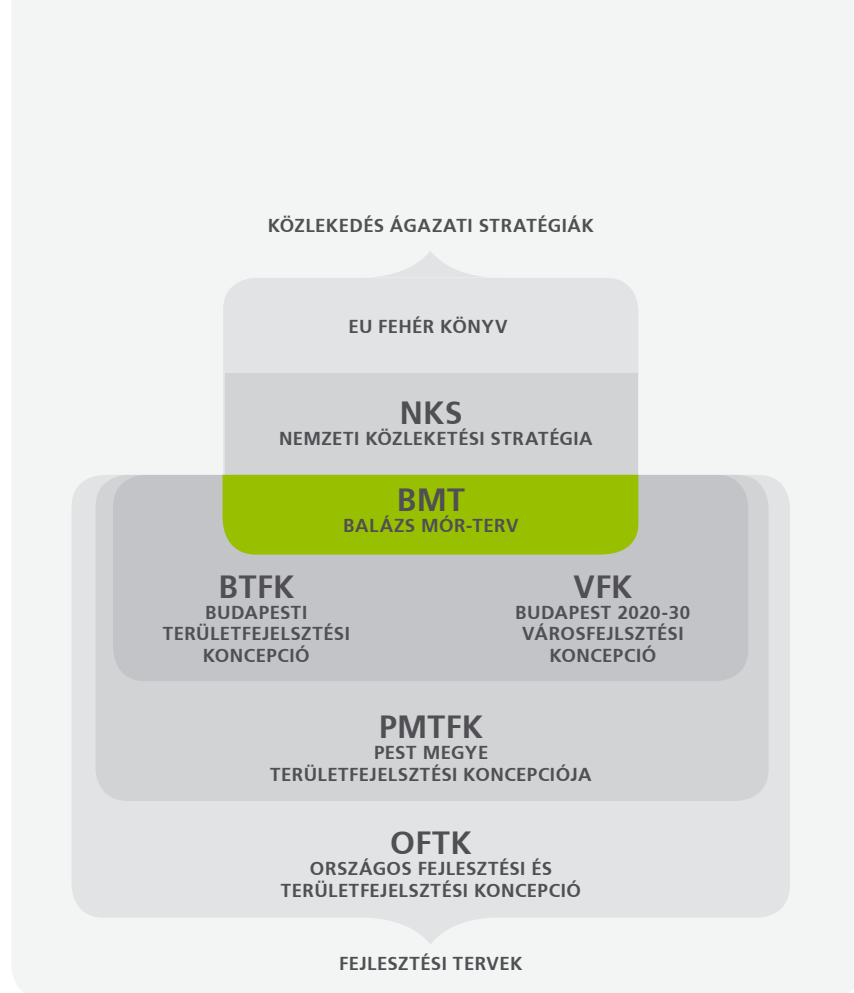 KÖZLEKEDÉS ÁGAZATI STRATÉGIÁK
EU FEHÉR KÖNYV
NKS
NEMZETI KÖZLEKETÉSI STRATÉGIA
BMT
BALÁZS MÓR-TERV
BTFK
BUDAPESTI
TERÜLETFEJELSZTÉSI
KONCEPCIÓ
VFK
BUDAPEST 2020-30
VÁROSFEJLSZTÉSI
KONCEPCIÓ
PMTFK
PEST MEGYE
TERÜLETFEJELSZTÉSI KONCEPCIÓJA
OFTK
ORSZÁGOS FEJLESZTÉSI ÉS
TERÜLETFEJELSZTÉSI KONCEPCIÓ
FEJLESZTÉSI TERVEK